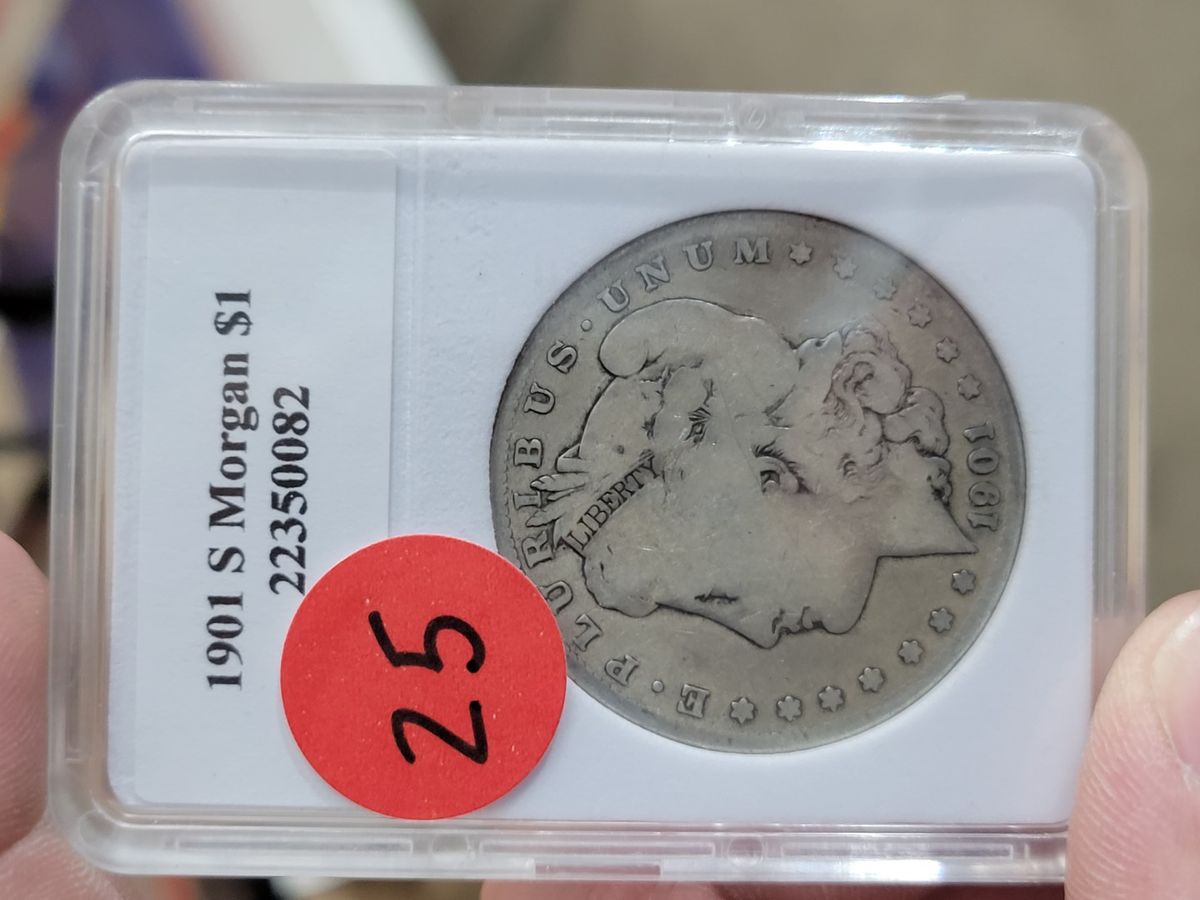 1901 S Morgan $1
22350082
25
E · PLURIBUS · UNUM
LIBERTY
1901